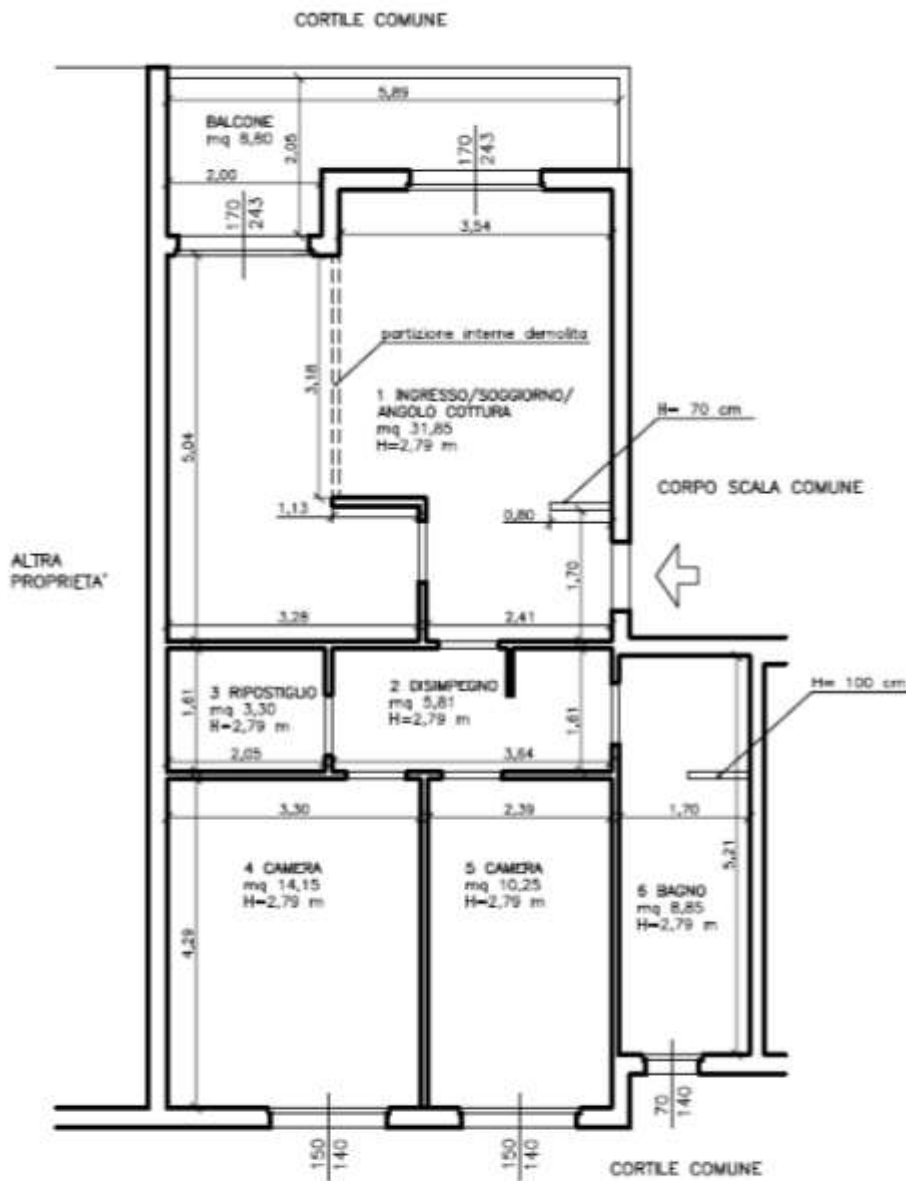 CORTILE COMUNE
5,89
BALCONE
mq 8,80
2,05
170
243
2,00
170
243
3,54
partizione interne demolita
3,18
1 INGRESSO/SOGGIORNO/
ANGOLO COTTURA
mq 31,85
H=2,79 m
H= 70 cm
5,04
CORPO SCALA COMUNE
1,13
0,80
ALTRA
PROPRIETA'
1,70
3,28
2,41
3 RIPOSTIGLIO
mq 3,30
H=2,79 m
2 DISIMPEGNO
mq 5,81
H=2,79 m
H= 100 cm
1,61
1,61
2,05
3,64
3,30
2,39
1,70
4 CAMERA
mq 14,15
H=2,79 m
5 CAMERA
mq 10,25
H=2,79 m
6 BAGNO
mq 8,85
H=2,79 m
5,21
4,29
70
140
150
140
150
140
CORTILE COMUNE